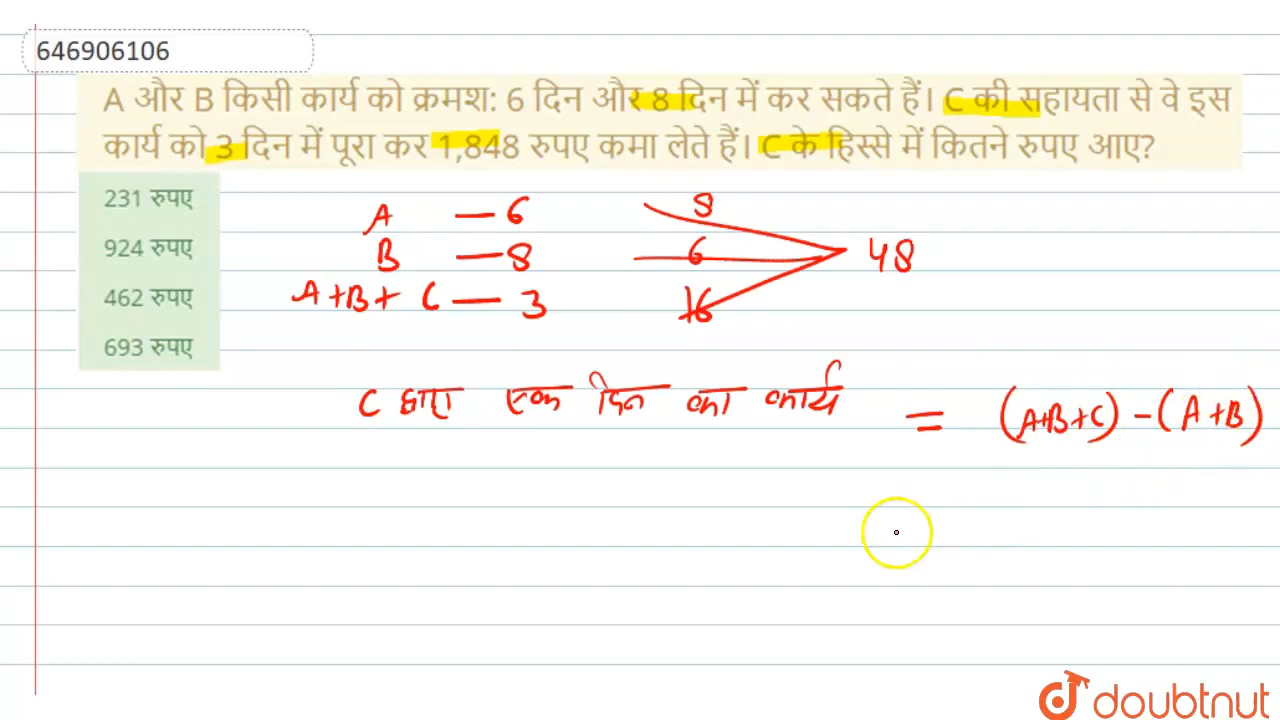 646906106
A और B किसी कार्य को क्रमश: 6 दिन और 8 दिन में कर सकते हैं। C की सहायता से वे इस
कार्य को 3 दिन में पूरा कर 1,848 रुपए कमा लेते हैं। C के हिस्से में कितने रुपए आए?
231 रुपए
924 रुपए
462 रुपए
693 रुपए
A — 6 8
B — 8 6 48
A+B+ C — 3 16
C द्वारा एक दिन का कार्य = (A+B+C) - (A+B)
doubtnut